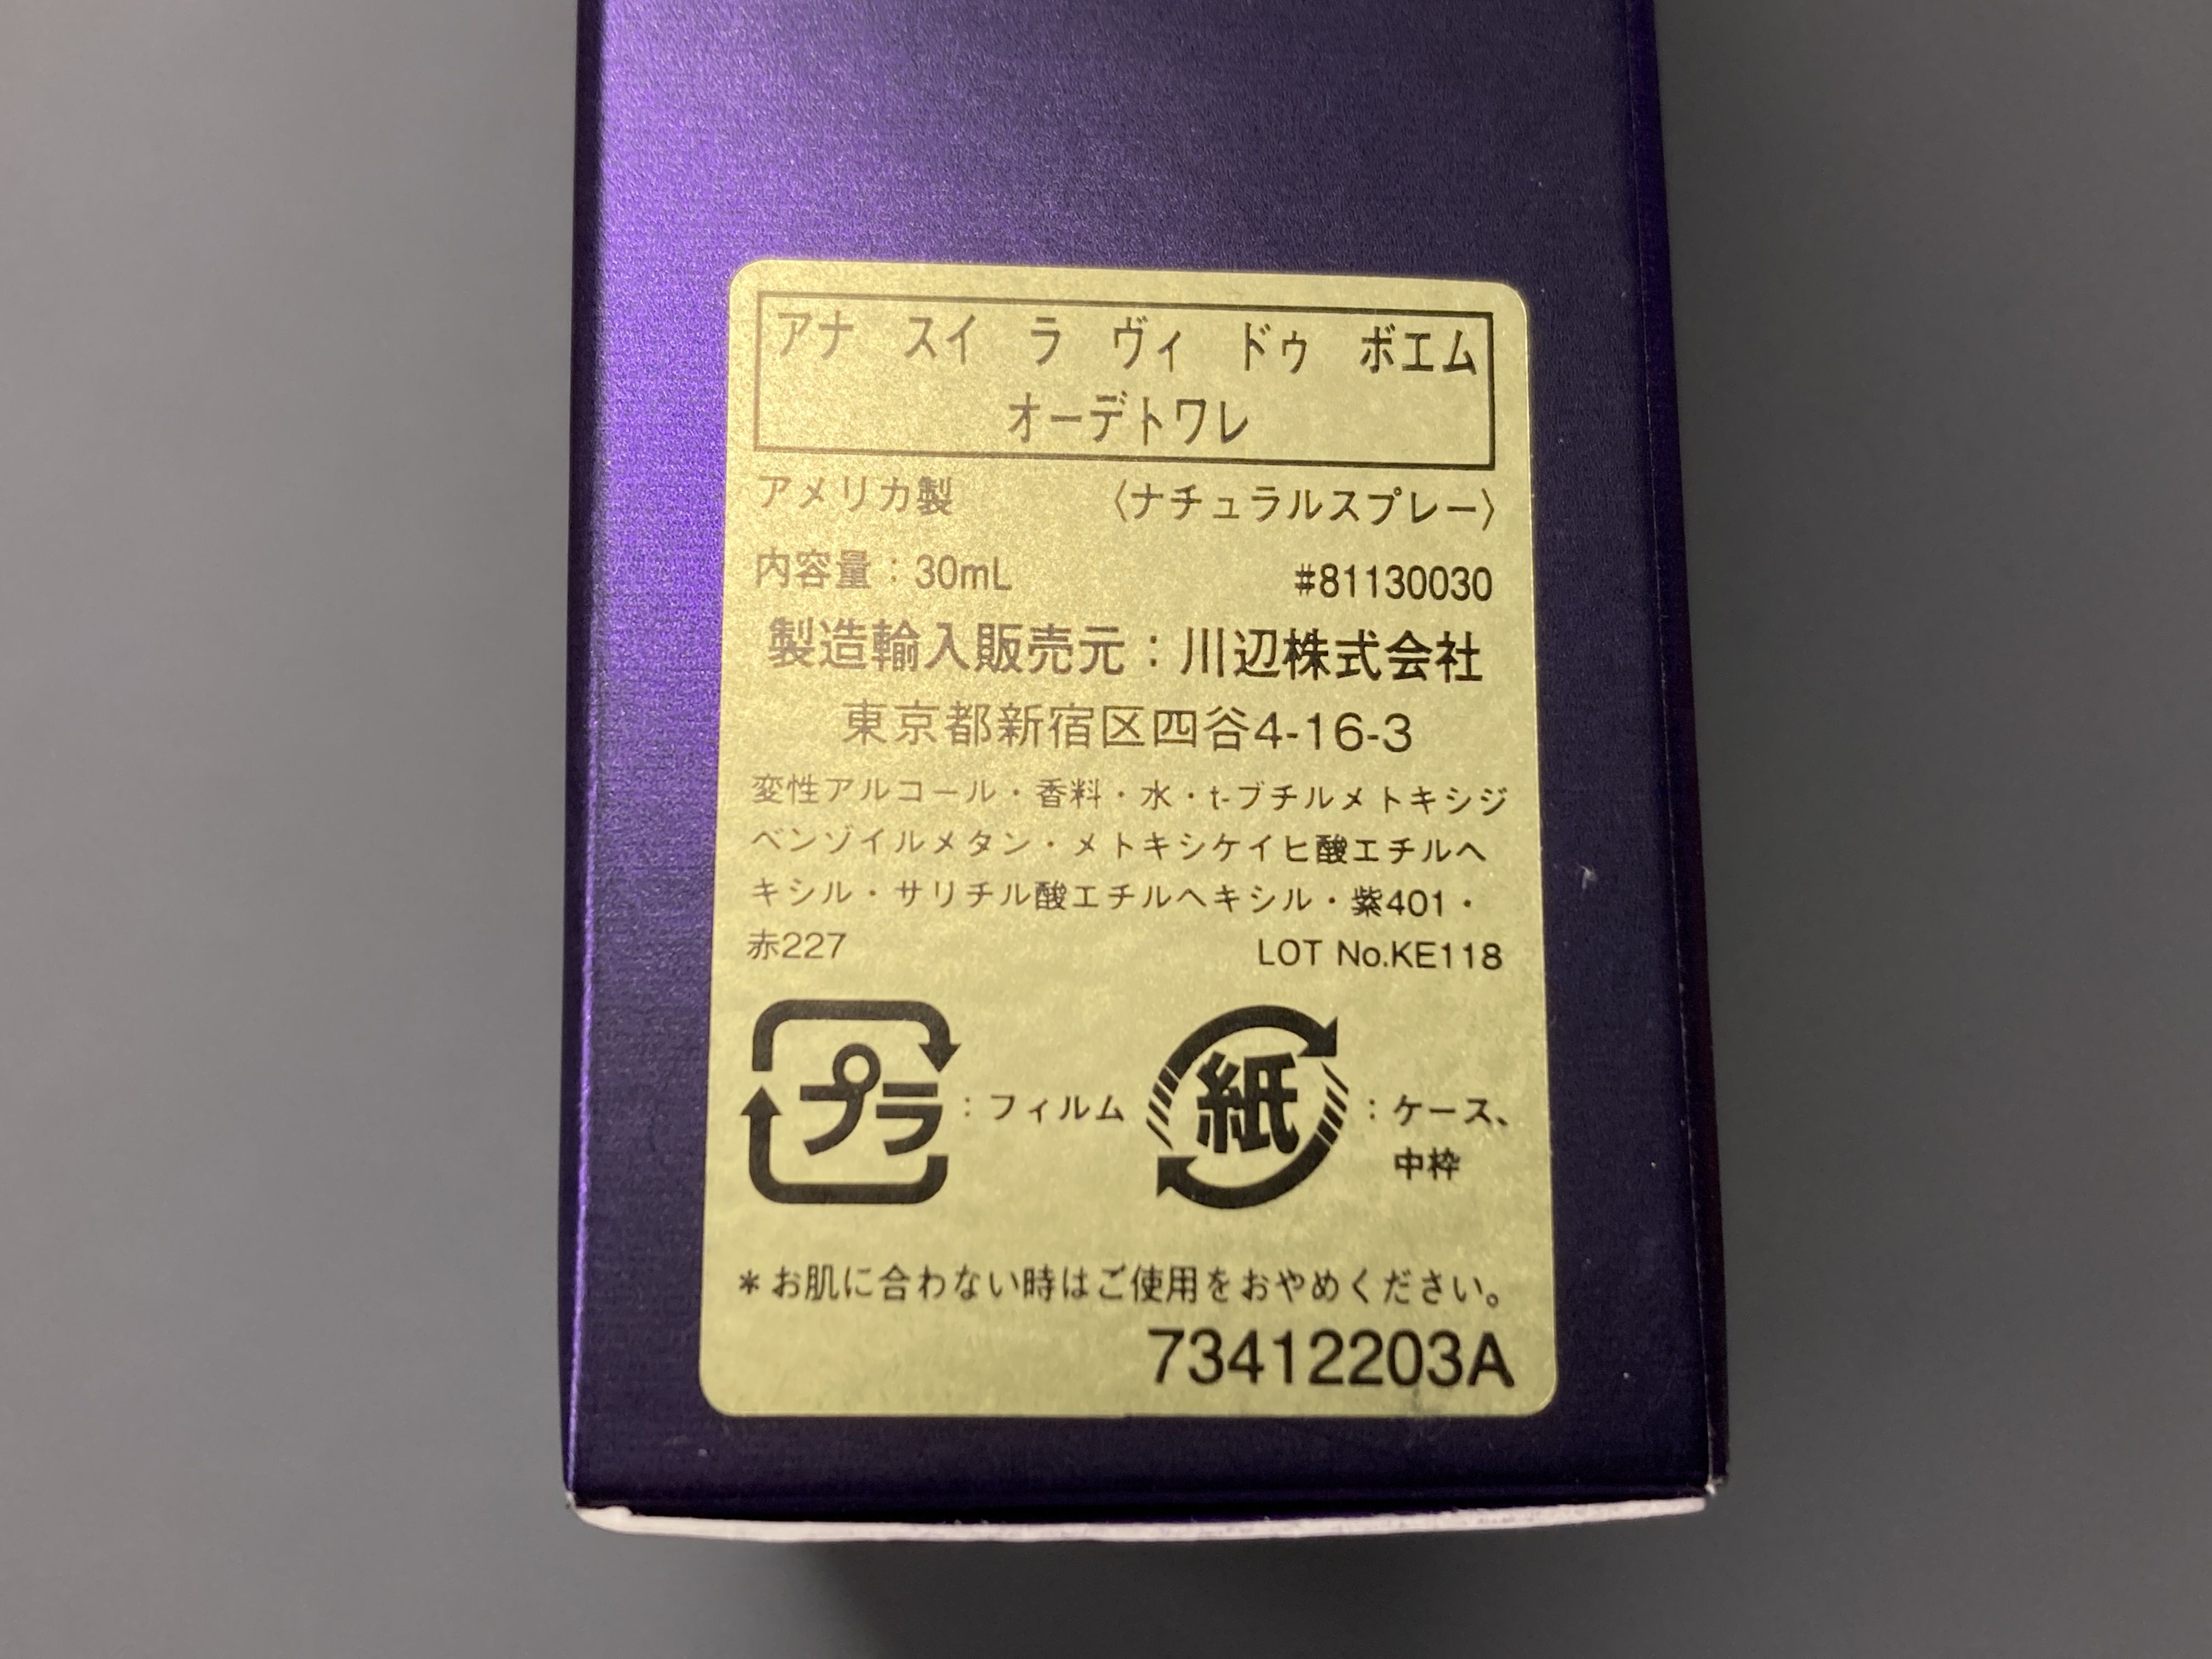 アナ　スイ　ラ　ヴィ　ドゥ　ボエム
オーデトワレ
アメリカ製　〈ナチュラルスプレー〉
内容量：30mL　#81130030
製造輸入販売元：川辺株式会社
東京都新宿区四谷4-16-3
変性アルコール・香料・水・t-ブチルメトキシジ
ベンゾイルメタン・メトキシケイヒ酸エチルヘ
キシル・サリチル酸エチルヘキシル・紫401・
赤227　LOT No.KE118
プラ：フィルム　紙：ケース、
中枠
＊お肌に合わない時はご使用をおやめください。
73412203A